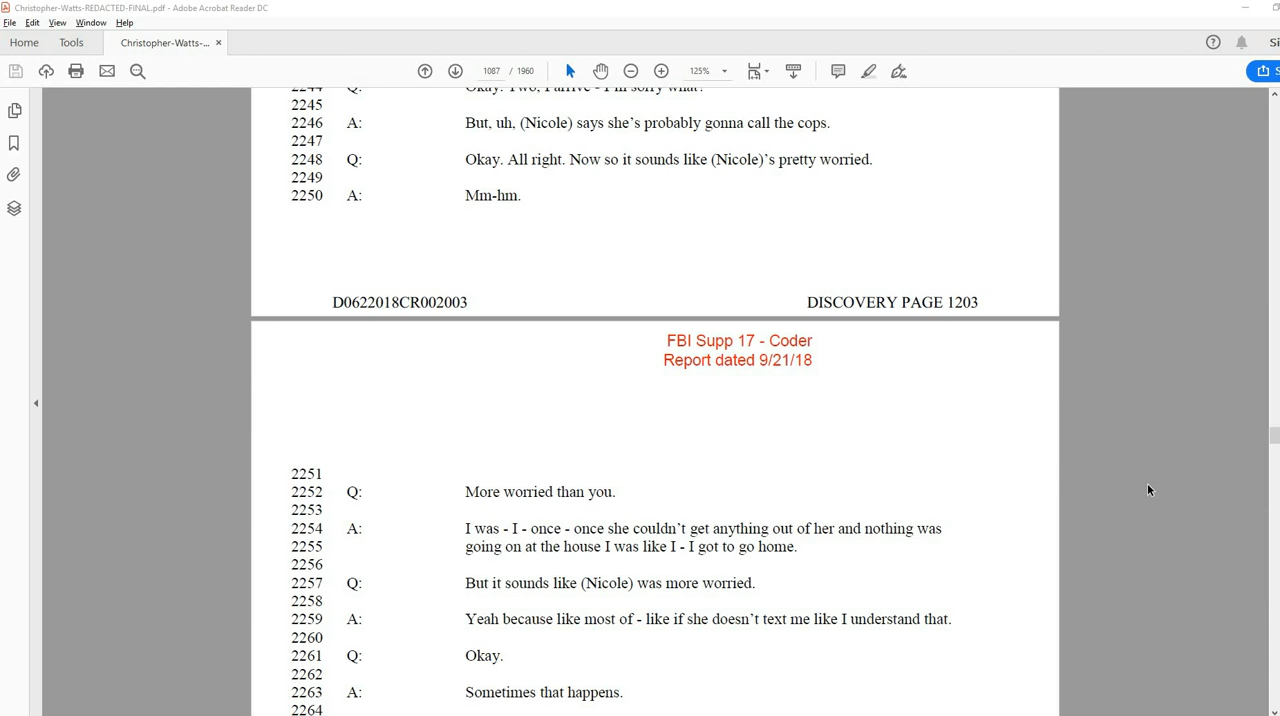 Christopher-Watts-REDACTED-FINAL.pdf - Adobe Acrobat Reader DC
File Edit View Window Help
Home Tools Christopher-Watts-... ×
1087 / 1960 125%
2244 Q: Okay. Two, I arrive - I'm sorry what?
2245
2246 A: But, uh, (Nicole) says she's probably gonna call the cops.
2247
2248 Q: Okay. All right. Now so it sounds like (Nicole)'s pretty worried.
2249
2250 A: Mm-hm.
D0622018CR002003 DISCOVERY PAGE 1203
FBI Supp 17 - Coder
Report dated 9/21/18
2251
2252 Q: More worried than you.
2253
2254 A: I was - I - once - once she couldn't get anything out of her and nothing was
2255 going on at the house I was like I - I got to go home.
2256
2257 Q: But it sounds like (Nicole) was more worried.
2258
2259 A: Yeah because like most of - like if she doesn't text me like I understand that.
2260
2261 Q: Okay.
2262
2263 A: Sometimes that happens.
2264